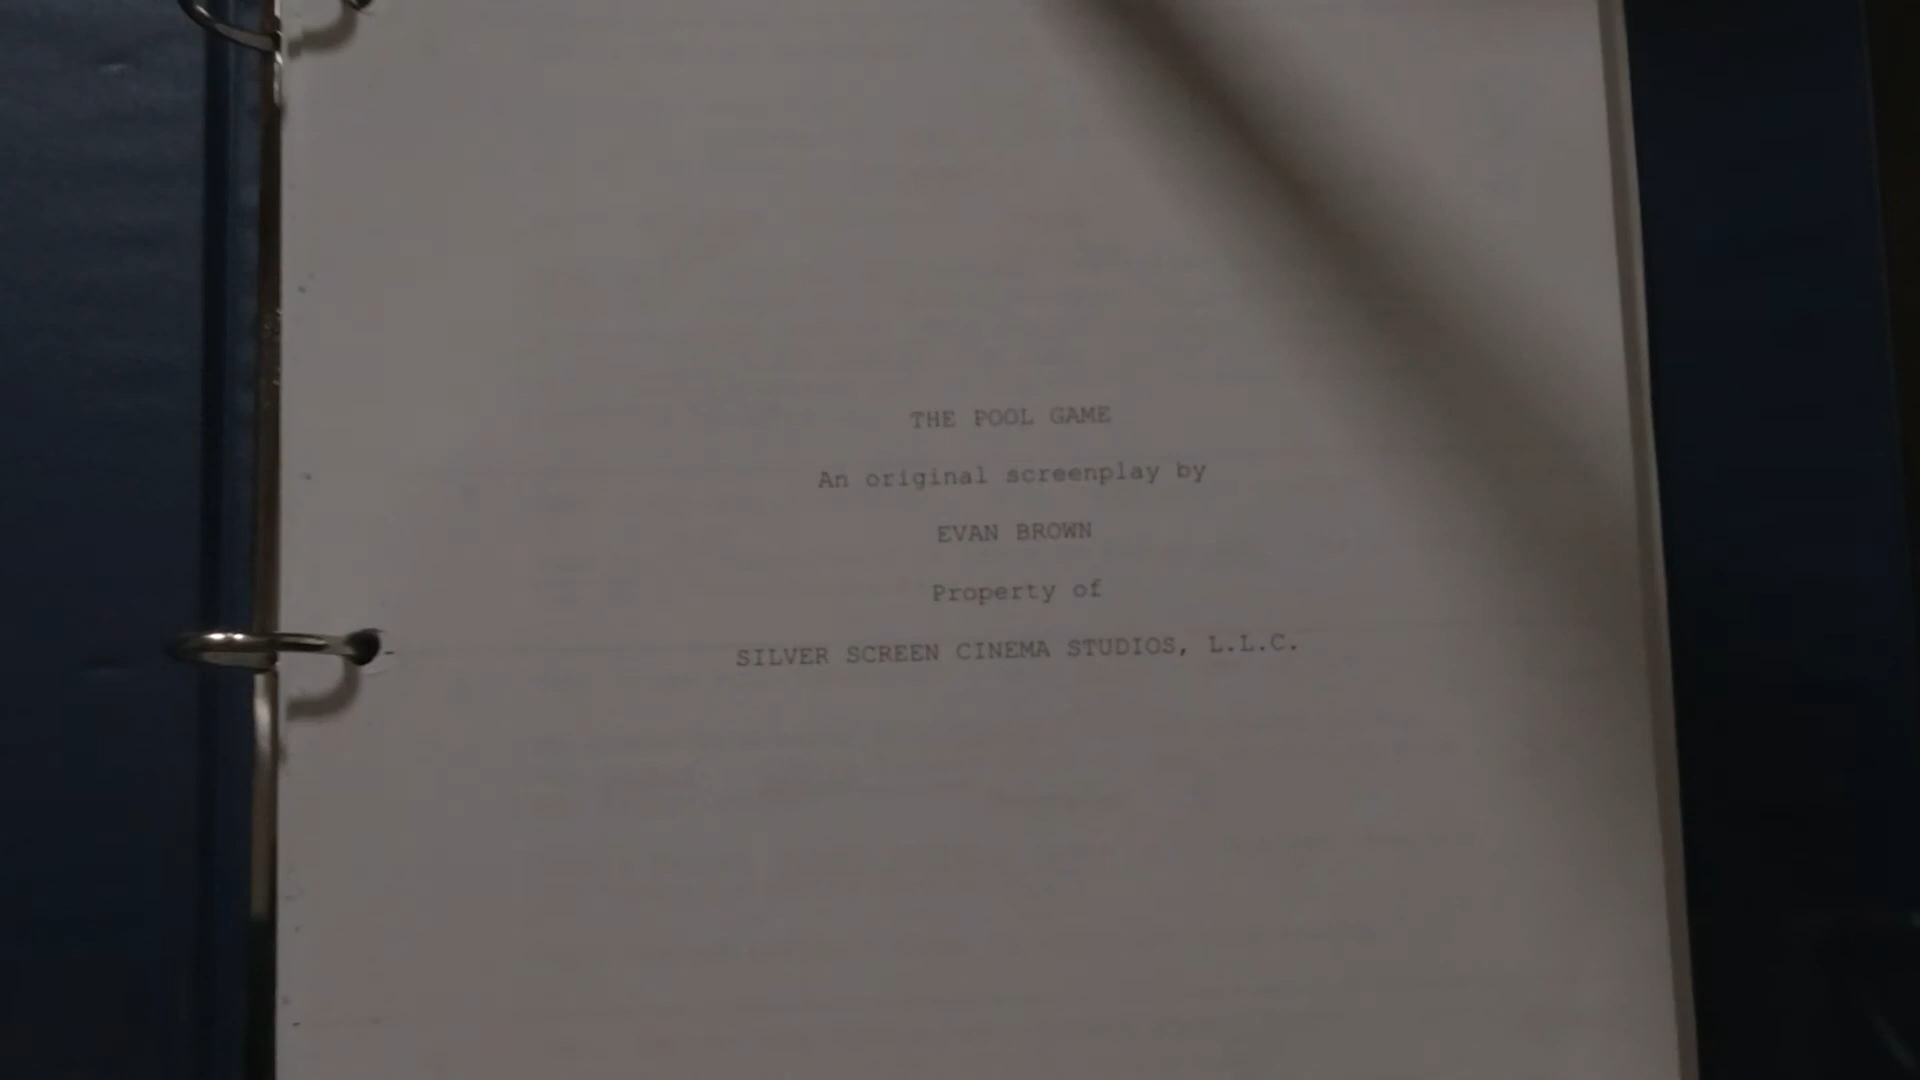 THE POOL GAME
An original screenplay by
EVAN BROWN
Property of
SILVER SCREEN CINEMA STUDIOS, L.L.C.